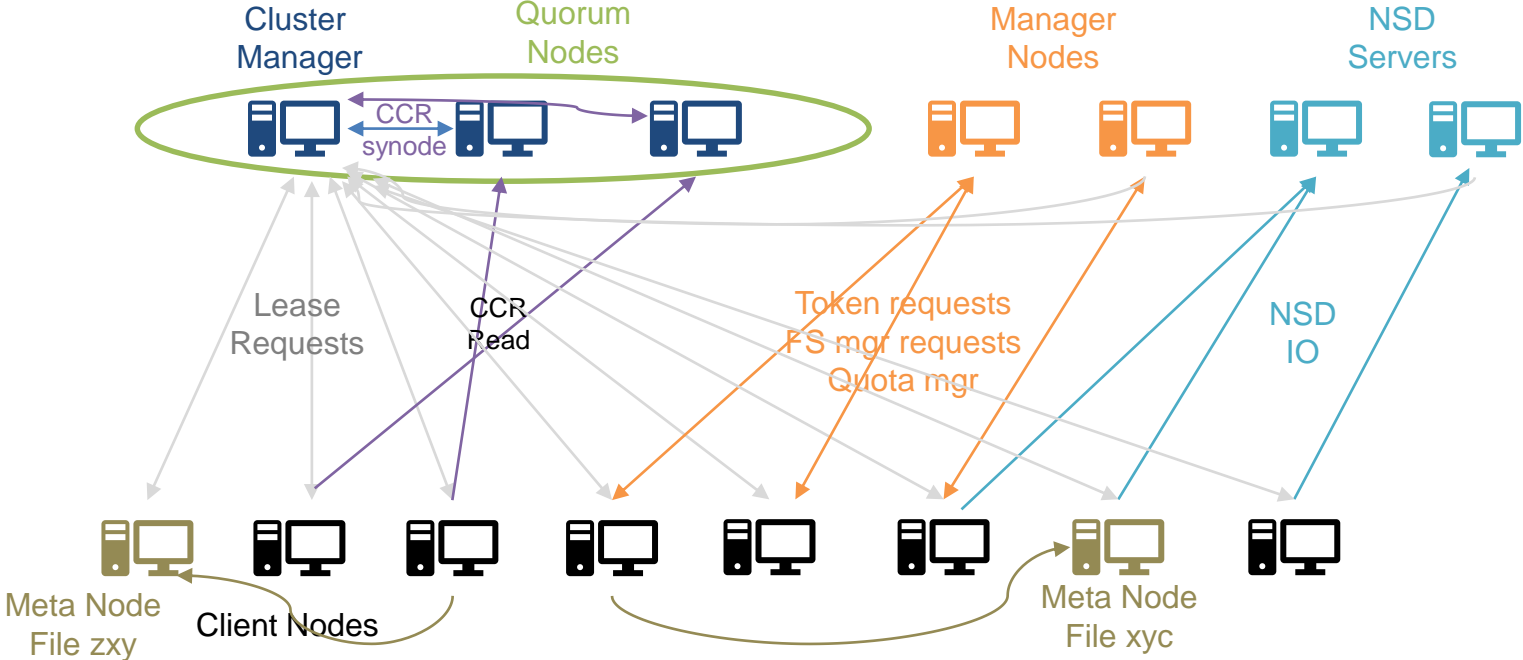 Cluster
Manager
Quorum
Nodes
Manager
Nodes
NSD
Servers
CCR
synode
Lease
Requests
CCR
Read
Token requests
FS mgr requests
Quota mgr
NSD
IO
Meta Node
File zxy
Client Nodes
Meta Node
File xyc